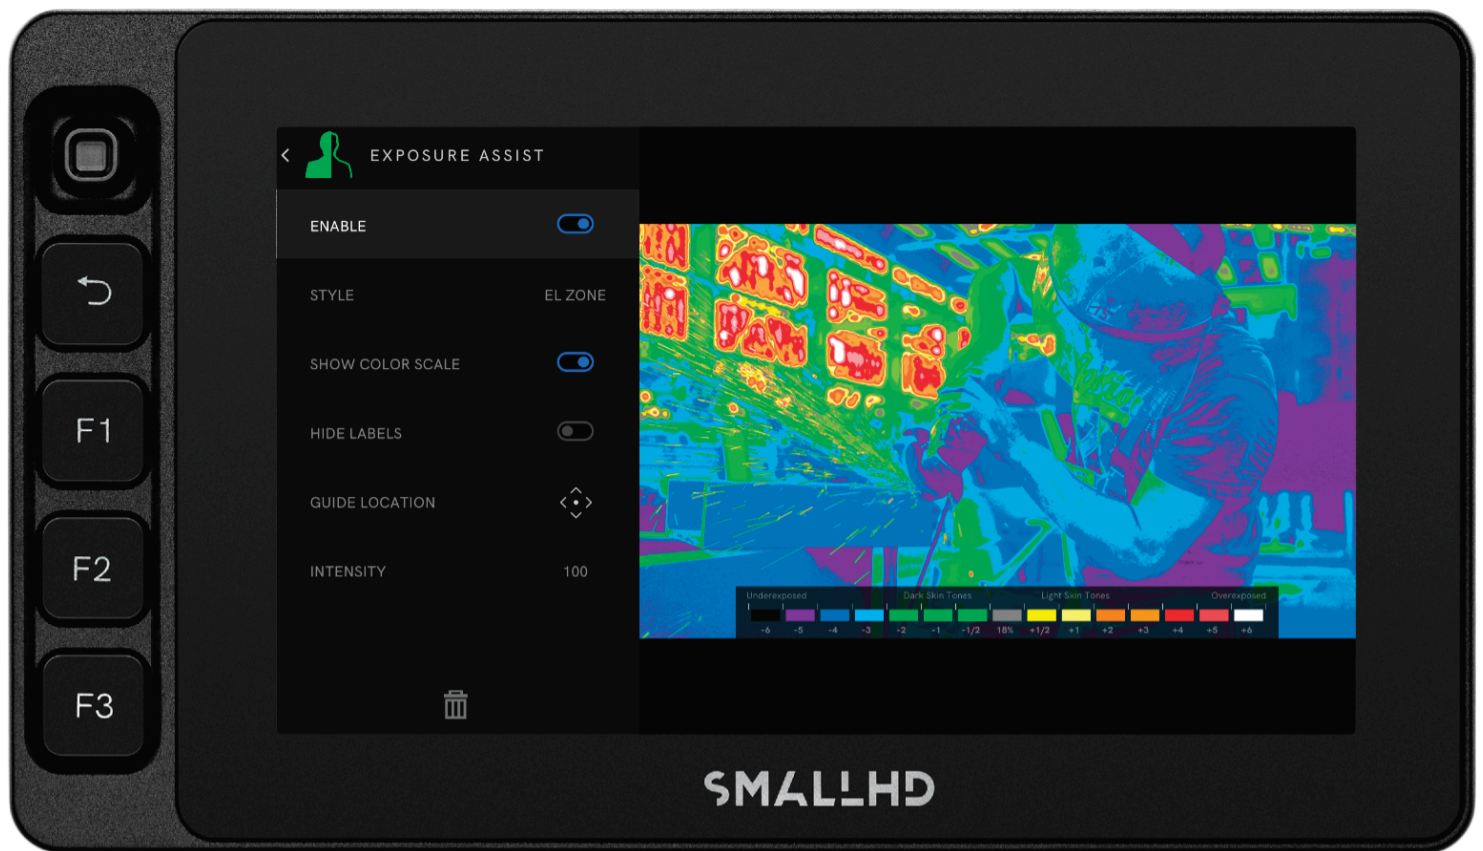 EXPOSURE ASSIST
ENABLE
STYLE EL ZONE
SHOW COLOR SCALE
HIDE LABELS
GUIDE LOCATION
INTENSITY 100
Underexposed Dark Skin Tones Light Skin Tones Overexposed
-6 -5 -4 -3 -2 -1 -1/2 18% +1/2 +1 +2 +3 +4 +5 +6
F1
F2
F3
SMALLHD